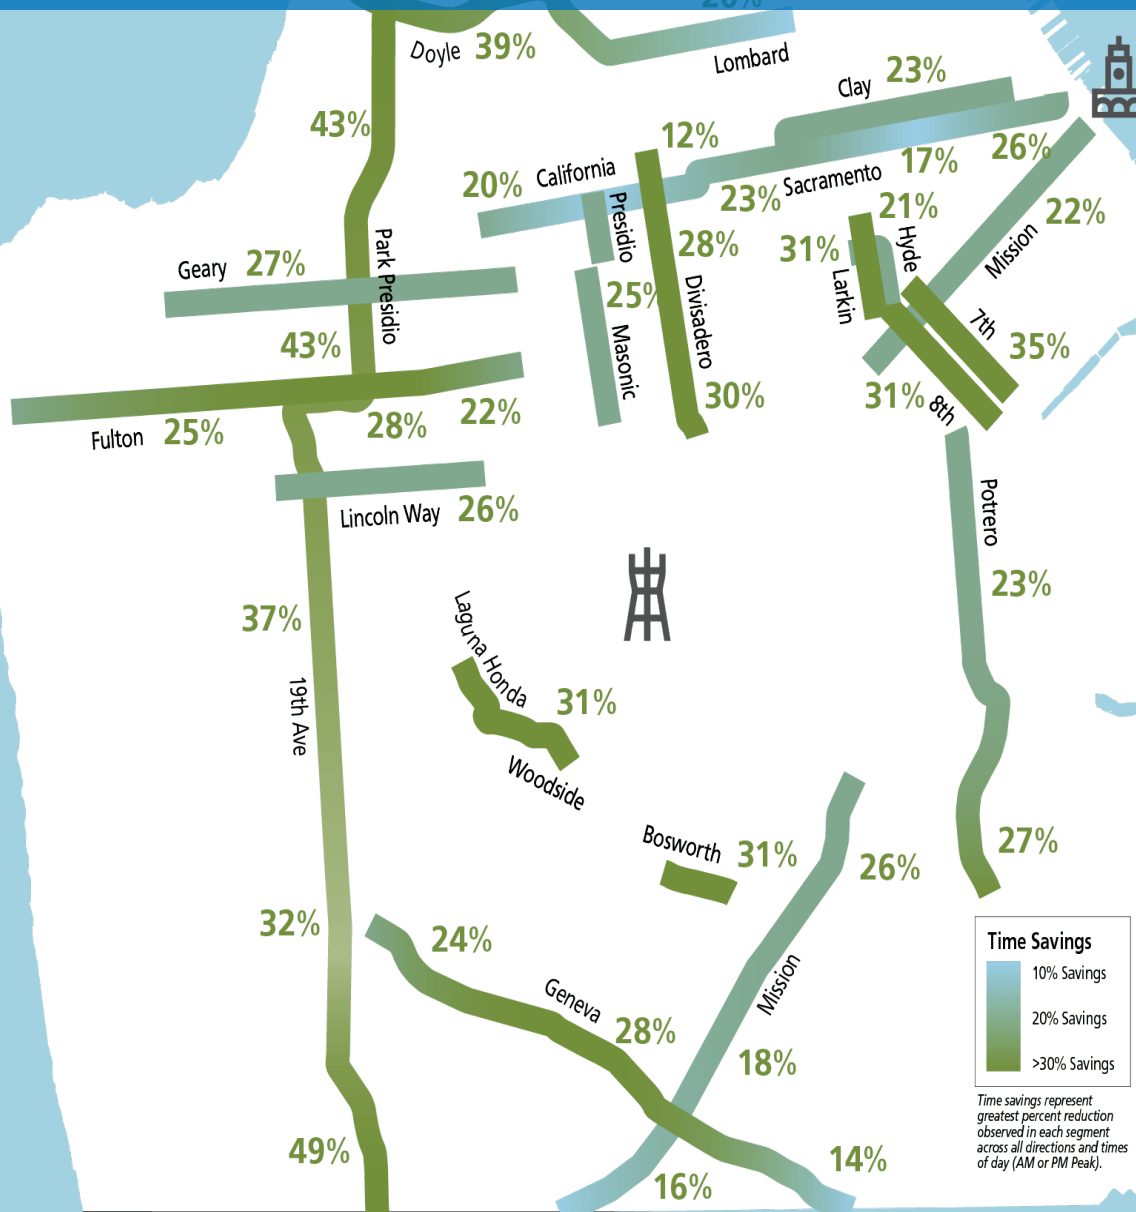 Doyle 39%
Lombard
43%
Clay 23%
12%
California
20%
17%
26%
Sacramento
23%
Presidio
21%
22%
28%
31%
Hyde
Mission
Geary 27%
Park Presidio
Larkin
25%
Divisadero
7th
35%
43%
Masonic
30%
31%
8th
Fulton 25%
28%
22%
Lincoln Way 26%
Potrero
23%
37%
Laguna Honda
31%
19th Ave
Woodside
Bosworth 31%
26%
27%
32%
24%
Geneva
28%
Mission
18%
49%
16%
14%
Time Savings
10% Savings
20% Savings
>30% Savings
Time savings represent
greatest percent reduction
observed in each segment
across all directions and times
of day (AM or PM Peak).